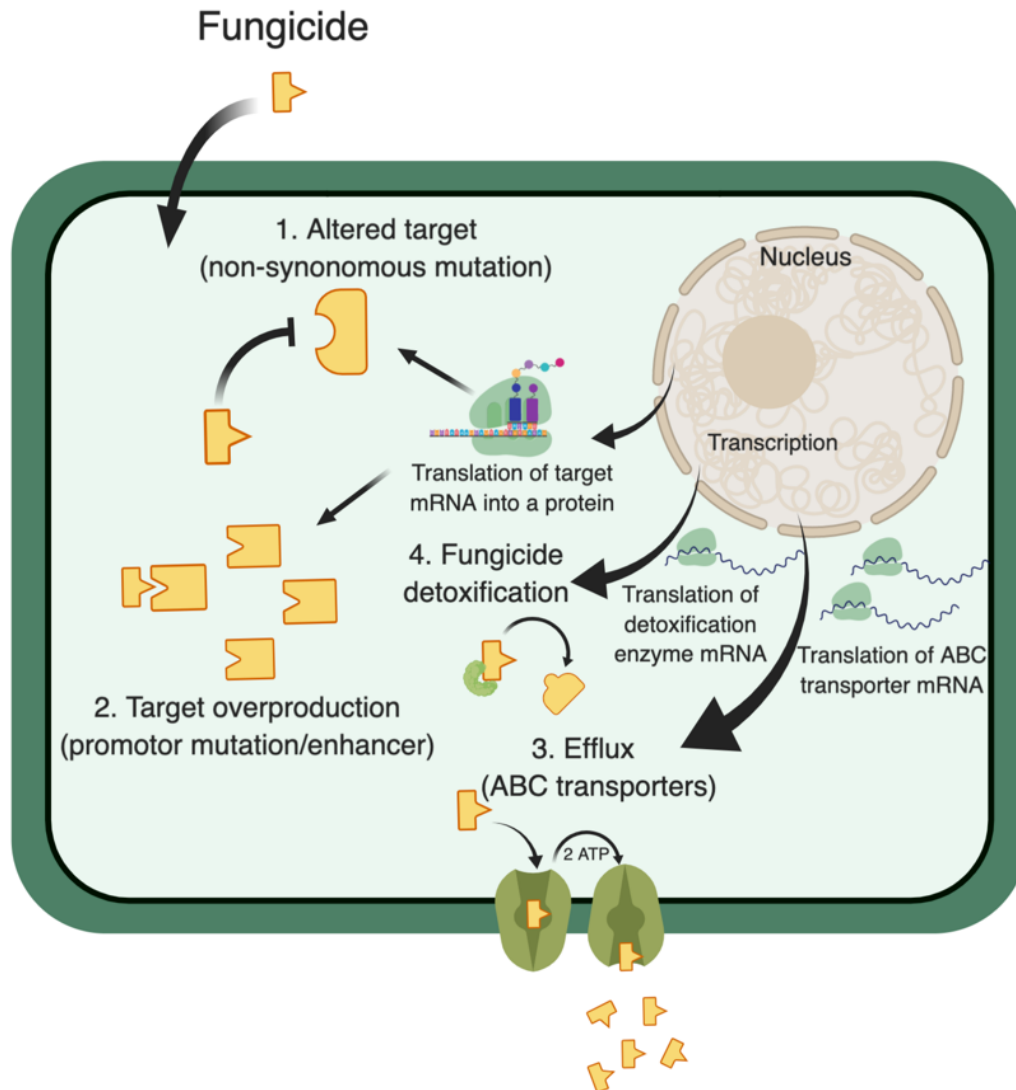 Fungicide
1. Altered target
(non-synonomous mutation)
Nucleus
Transcription
Translation of target
mRNA into a protein
4. Fungicide
detoxification
Translation of
detoxification
enzyme mRNA
Translation of ABC
transporter mRNA
2. Target overproduction
(promotor mutation/enhancer)
3. Efflux
(ABC transporters)
2 ATP